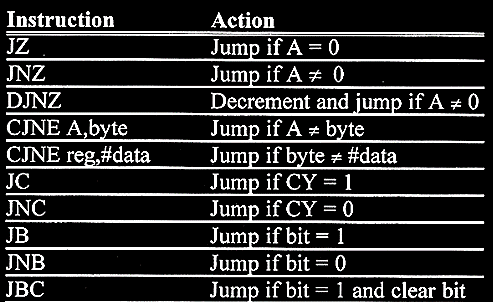 Instruction Action
JZ Jump if A = 0
JNZ Jump if A ≠ 0
DJNZ Decrement and jump if A ≠ 0
CJNE A,byte Jump if A ≠ byte
CJNE reg,#data Jump if byte ≠ #data
JC Jump if CY = 1
JNC Jump if CY = 0
JB Jump if bit = 1
JNB Jump if bit = 0
JBC Jump if bit = 1 and clear bit